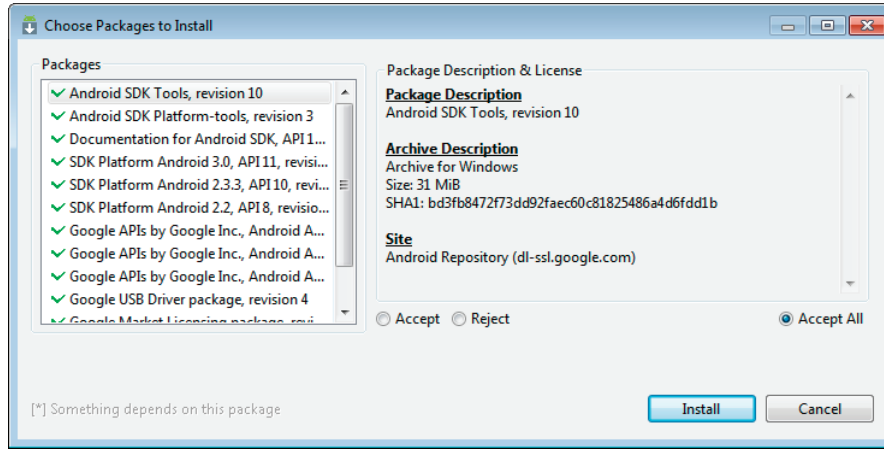 Choose Packages to Install
Packages
Android SDK Tools, revision 10
Android SDK Platform-tools, revision 3
Documentation for Android SDK, API 1...
SDK Platform Android 3.0, API 11, revisi...
SDK Platform Android 2.3.3, API 10, revi...
SDK Platform Android 2.2, API 8, revisio...
Google APIs by Google Inc., Android A...
Google APIs by Google Inc., Android A...
Google APIs by Google Inc., Android A...
Google USB Driver package, revision 4
Google Market Licensing package, revi...
Package Description & License
Package Description
Android SDK Tools, revision 10
Archive Description
Archive for Windows
Size: 31 MiB
SHA1: bd3fb8472f73dd92faec60c81825486a4d6fdd1b
Site
Android Repository (dl-ssl.google.com)
Accept Reject Accept All
[*] Something depends on this package
Install Cancel